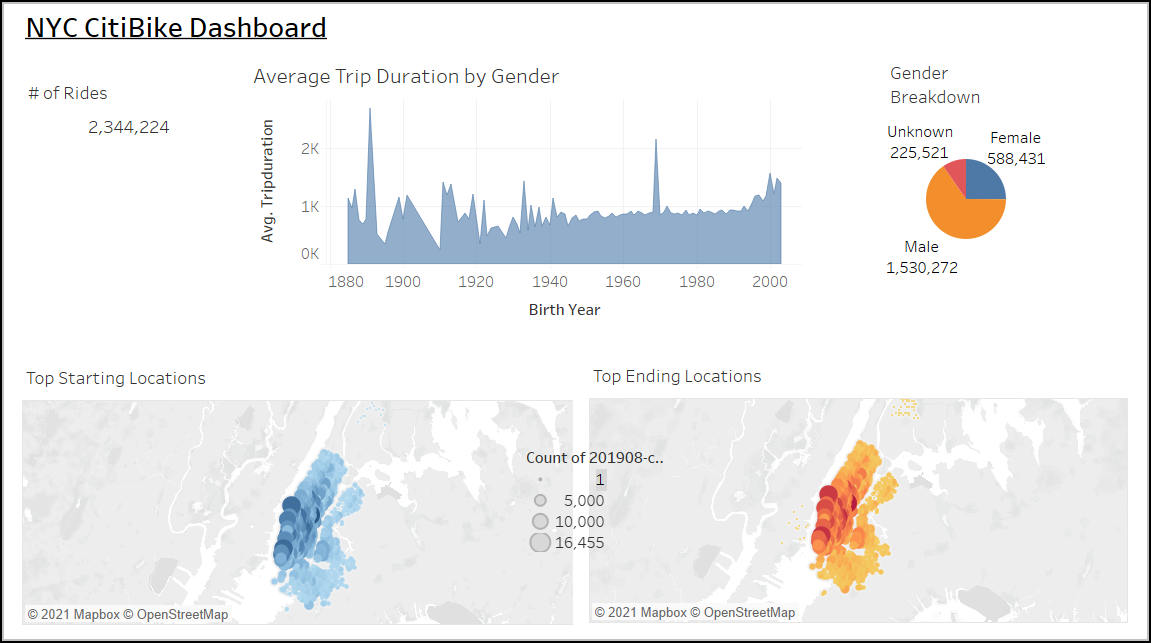 NYC CitiBike Dashboard
# of Rides
2,344,224
Average Trip Duration by Gender
Avg. Tripduration
2K
1K
0K
1880 1900 1920 1940 1960 1980 2000
Birth Year
Gender
Breakdown
Unknown
225,521
Female
588,431
Male
1,530,272
Top Starting Locations
© 2021 Mapbox © OpenStreetMap
Count of 201908-c..
1
5,000
10,000
16,455
Top Ending Locations
© 2021 Mapbox © OpenStreetMap